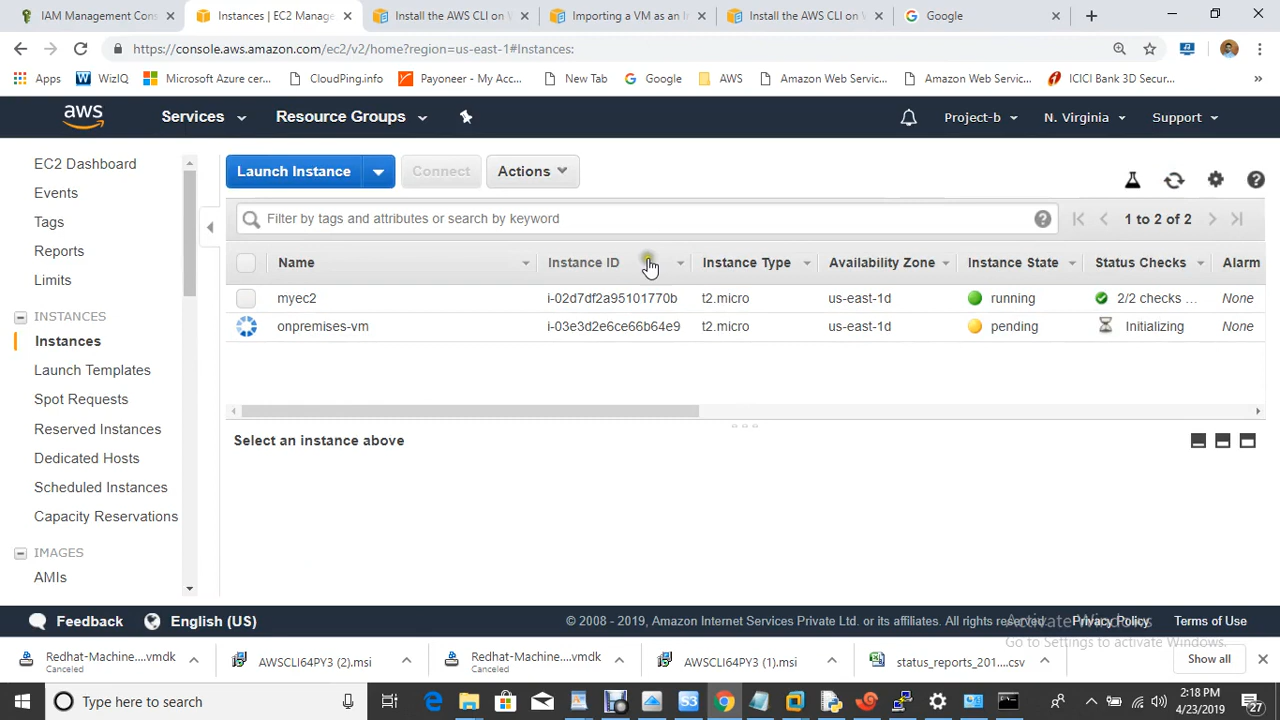 IAM Management Cons
Instances | EC2 Manage
Install the AWS CLI on V
Importing a VM as an I
Install the AWS CLI on V
Google
https://console.aws.amazon.com/ec2/v2/home?region=us-east-1#Instances:
Apps
WizIQ
Microsoft Azure cer...
CloudPing.info
Payoneer - My Acco...
New Tab
Google
AWS
Amazon Web Servic...
Amazon Web Servic...
ICICI Bank 3D Secur...
aws
Services
Resource Groups
Project-b
N. Virginia
Support
EC2 Dashboard
Events
Tags
Reports
Limits
INSTANCES
Instances
Launch Templates
Spot Requests
Reserved Instances
Dedicated Hosts
Scheduled Instances
Capacity Reservations
IMAGES
AMIs
Launch Instance
Connect
Actions
Filter by tags and attributes or search by keyword
1 to 2 of 2
Name Instance ID Instance Type Availability Zone Instance State Status Checks Alarm
myec2 i-02d7df2a95101770b t2.micro us-east-1d running 2/2 checks ... None
onpremises-vm i-03e3d2e6ce66b64e9 t2.micro us-east-1d pending Initializing None
Select an instance above
Feedback
English (US)
© 2008 - 2019, Amazon Internet Services Private Ltd. or its affiliates. All rights reserved.
Privacy Policy
Terms of Use
Activate Windows
Go to Settings to activate Windows.
Redhat-Machine....vmdk
Canceled
AWSCLI64PY3 (2).msi
Redhat-Machine....vmdk
Canceled
AWSCLI64PY3 (1).msi
status_reports_201....csv
Show all
Type here to search
S3
2:18 PM
4/23/2019
27